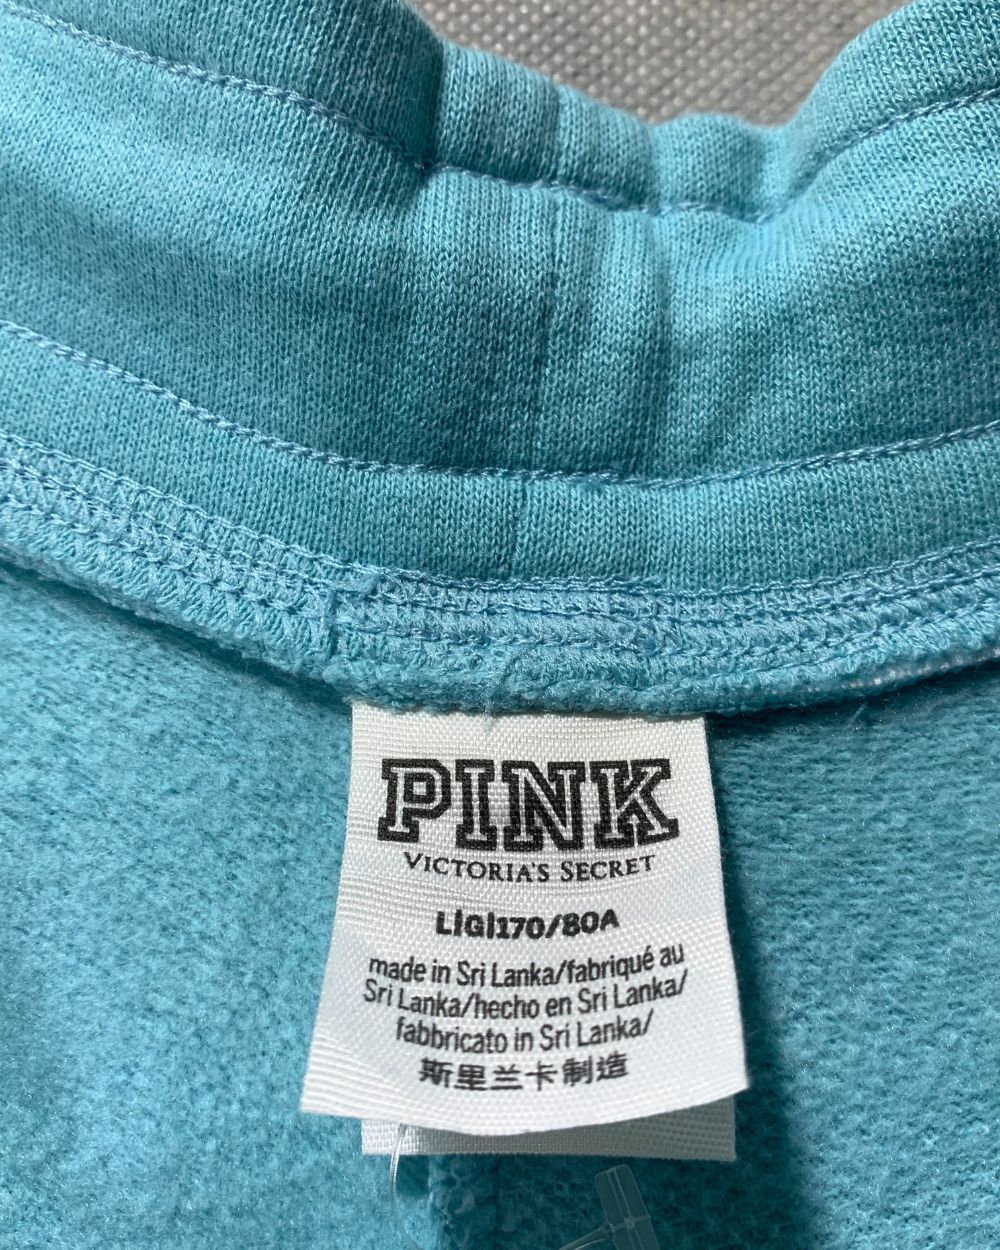 PINK
VICTORIA'S SECRET
L|G|170/80A
made in Sri Lanka/fabriqué au
Sri Lanka/hecho en Sri Lanka/
fabbricato in Sri Lanka/
斯里兰卡制造